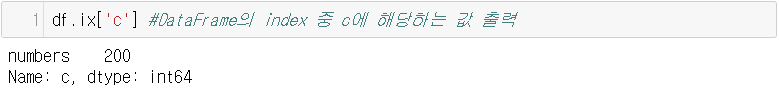 1 df.ix['c'] #DataFrame의 index 중 c에 해당하는 값 출력
numbers    200
Name: c, dtype: int64